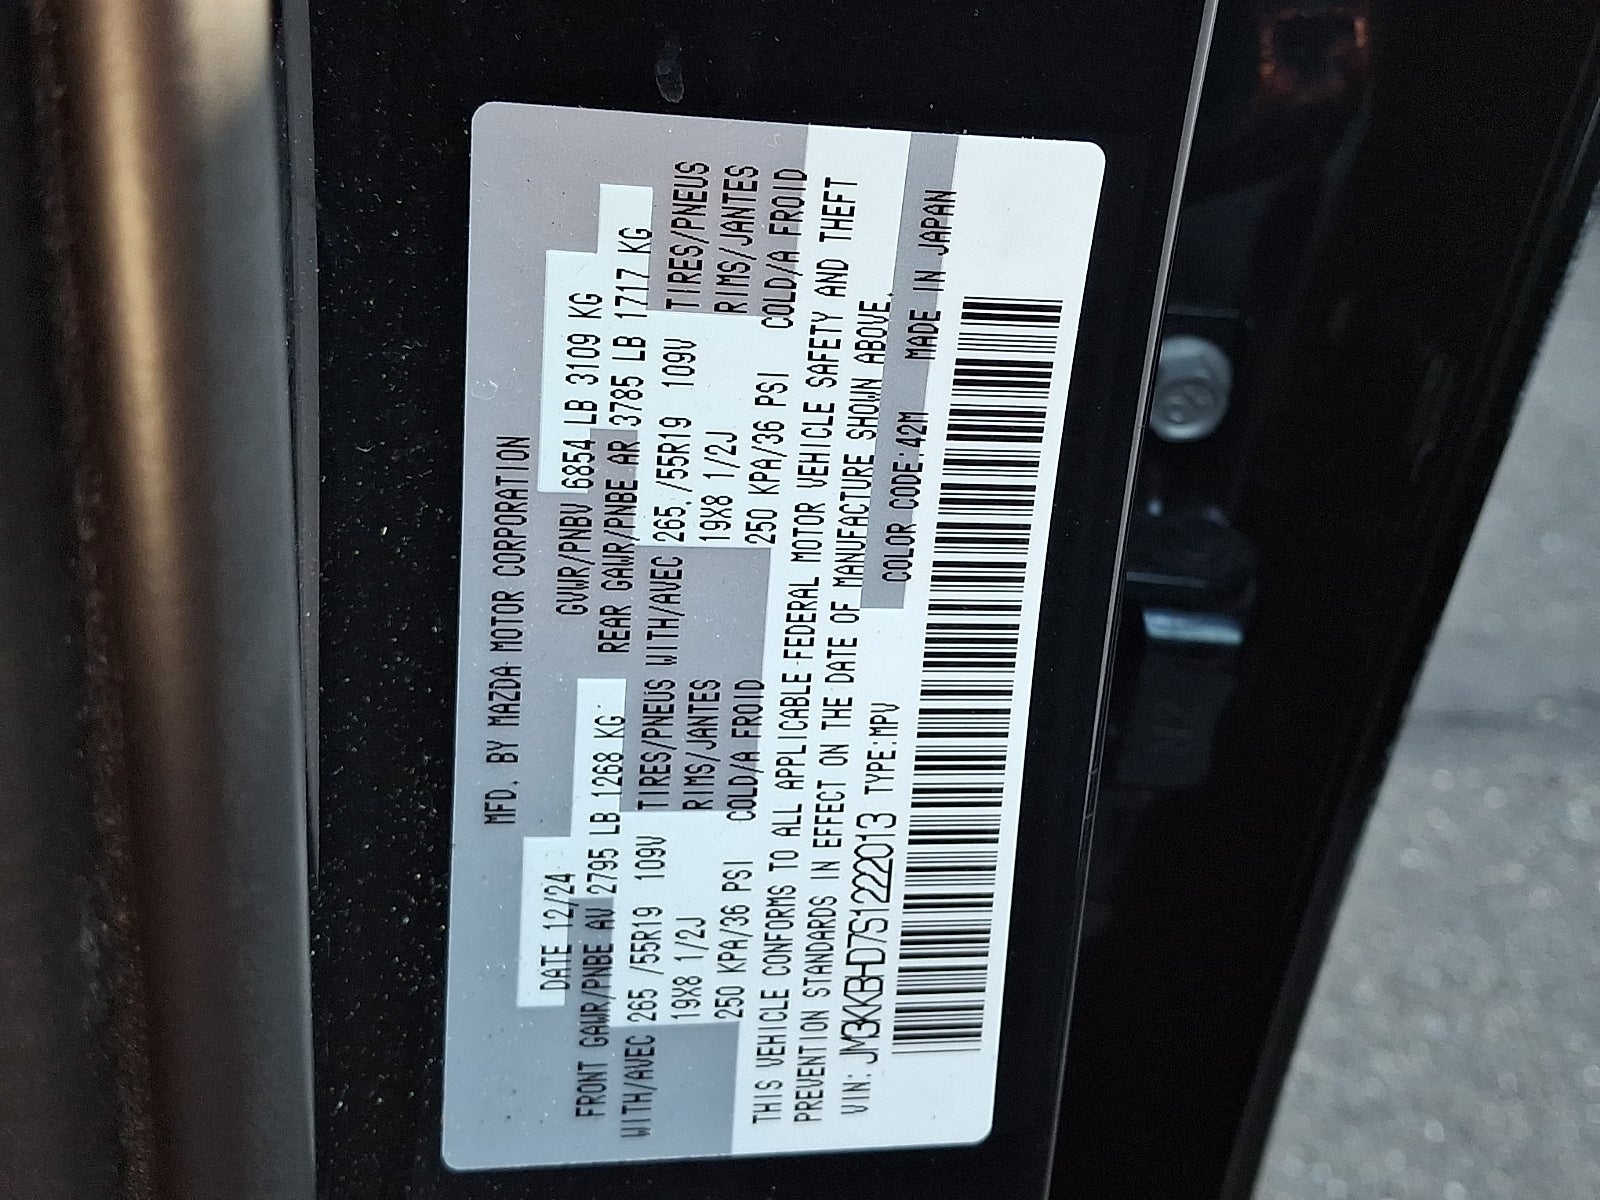 MFD. BY MAZDA MOTOR CORPORATION
DATE 12/24 GVWR/PNBV 6854 LB 3109 KG
FRONT GAWR/PNBE AV 2795 LB 1268 KG REAR GAWR/PNBE AR 3785 LB 1717 KG
WITH/AVEC 265 /55R19 109V TIRES/PNEUS WITH/AVEC 265 /55R19 109V TIRES/PNEUS
19X8 1/2J RIMS/JANTES 19X8 1/2J RIMS/JANTES
250 KPA/36 PSI COLD/A FROID 250 KPA/36 PSI COLD/A FROID
THIS VEHICLE CONFORMS TO ALL APPLICABLE FEDERAL MOTOR VEHICLE SAFETY AND THEFT
PREVENTION STANDARDS IN EFFECT ON THE DATE OF MANUFACTURE SHOWN ABOVE.
VIN: JM3KKBHD7S1222013 TYPE:MPV COLOR CODE:42M MADE IN JAPAN